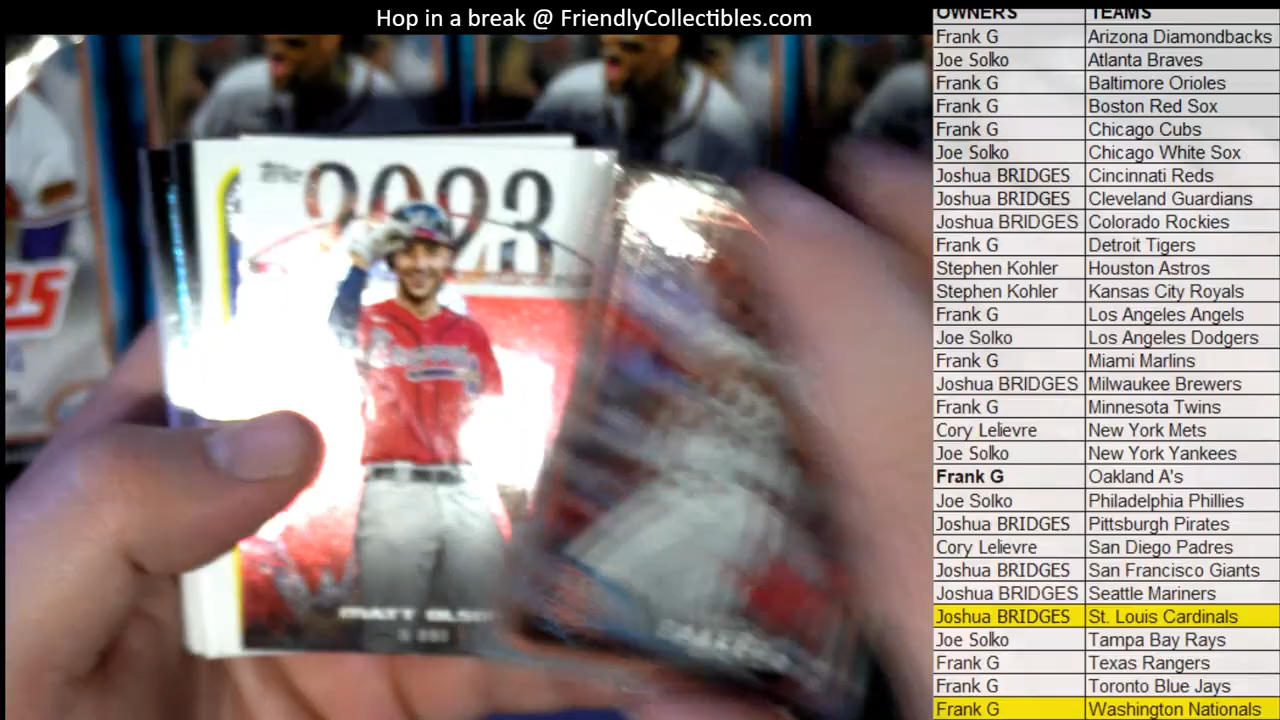 Hop in a break @ FriendlyCollectibles.com
OWNERS TEAMS
Frank G Arizona Diamondbacks
Joe Solko Atlanta Braves
Frank G Baltimore Orioles
Frank G Boston Red Sox
Frank G Chicago Cubs
Joe Solko Chicago White Sox
Joshua BRIDGES Cincinnati Reds
Joshua BRIDGES Cleveland Guardians
Joshua BRIDGES Colorado Rockies
Frank G Detroit Tigers
Stephen Kohler Houston Astros
Stephen Kohler Kansas City Royals
Frank G Los Angeles Angels
Joe Solko Los Angeles Dodgers
Frank G Miami Marlins
Joshua BRIDGES Milwaukee Brewers
Frank G Minnesota Twins
Cory Lelievre New York Mets
Joe Solko New York Yankees
Frank G Oakland A's
Joe Solko Philadelphia Phillies
Joshua BRIDGES Pittsburgh Pirates
Cory Lelievre San Diego Padres
Joshua BRIDGES San Francisco Giants
Joshua BRIDGES Seattle Mariners
Joshua BRIDGES St. Louis Cardinals
Joe Solko Tampa Bay Rays
Frank G Texas Rangers
Frank G Toronto Blue Jays
Frank G Washington Nationals
2023
MATT OLSON